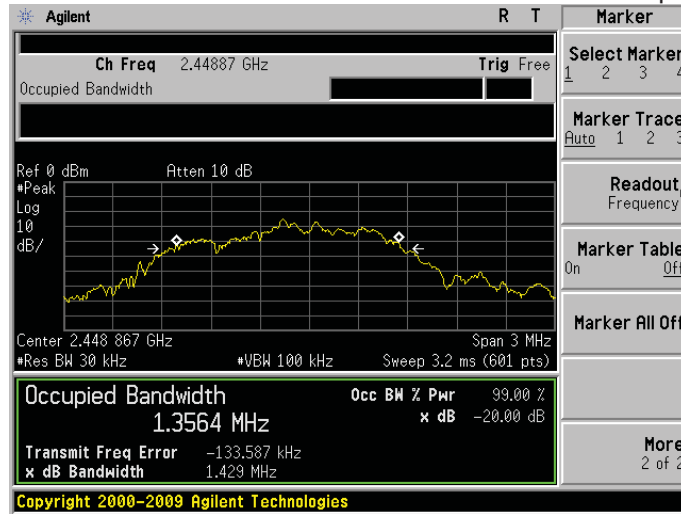 Agilent R T Marker
Ch Freq 2.44887 GHz Trig Free
Occupied Bandwidth
Select Marker
1 2 3 4
Marker Trace
Auto 1 2 3
Ref 0 dBm Atten 10 dB
#Peak
Log
10
dB/
Readout,
Frequency
Marker Table
On Off
Marker All Off
Center 2.448 867 GHz Span 3 MHz
#Res BW 30 kHz #VBW 100 kHz Sweep 3.2 ms (601 pts)
Occupied Bandwidth Occ BW % Pwr 99.00 %
1.3564 MHz x dB -20.00 dB
Transmit Freq Error -133.587 kHz
x dB Bandwidth 1.429 MHz
More
2 of 2
Copyright 2000-2009 Agilent Technologies